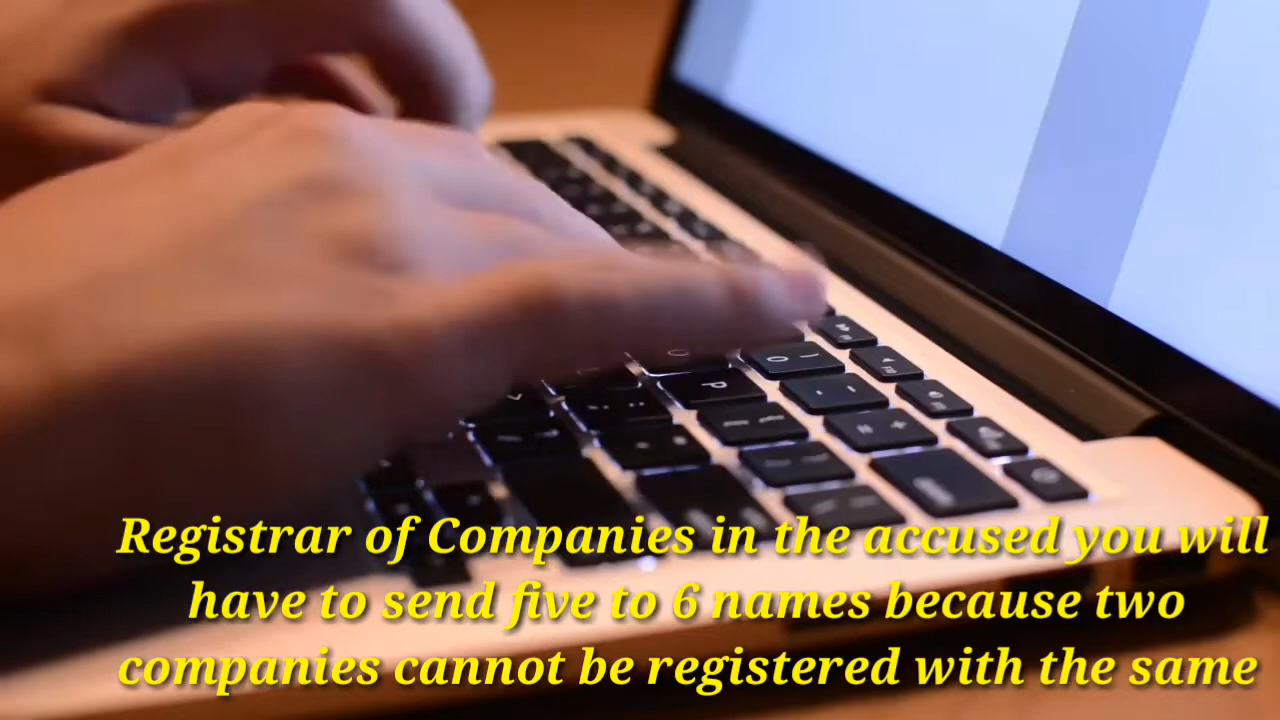 Registrar of Companies in the accused you will
have to send five to 6 names because two
companies cannot be registered with the same